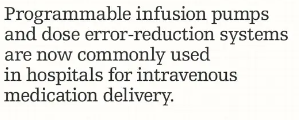 Programmable infusion pumps
and dose error-reduction systems
are now commonly used
in hospitals for intravenous
medication delivery.